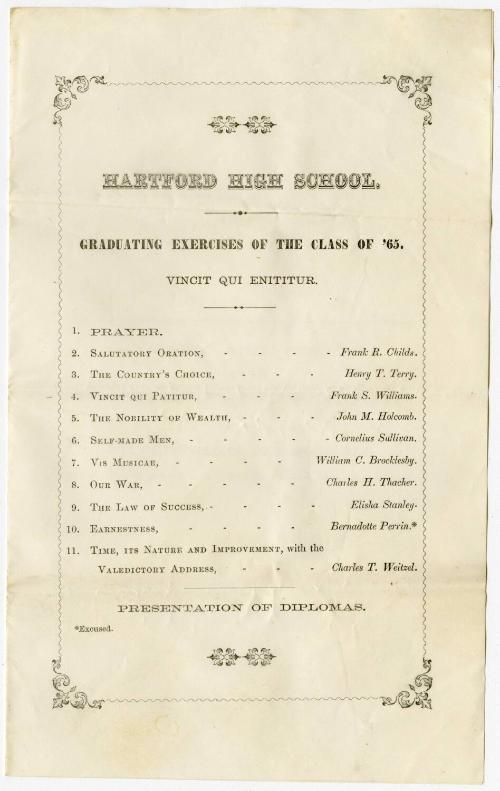 HARTFORD HIGH SCHOOL.
GRADUATING EXERCISES OF THE CLASS OF '65.
VINCIT QUI ENITITUR.
1. PRAYER.
2. SALUTATORY ORATION, - - - - Frank R. Childs.
3. THE COUNTRY'S CHOICE, - - - Henry T. Terry.
4. VINCIT QUI PATITUR, - - - - Frank S. Williams.
5. THE NOBILITY OF WEALTH, - - - John M. Holcomb.
6. SELF-MADE MEN, - - - - - Cornelius Sullivan.
7. VIS MUSICAE, - - - - William C. Brocklesby.
8. OUR WAR, - - - - - Charles H. Thacher.
9. THE LAW OF SUCCESS, - - - - Elisha Stanley.
10. EARNESTNESS, - - - - Bernadotte Perrin.*
11. TIME, ITS NATURE AND IMPROVEMENT, with the
VALEDICTORY ADDRESS, - - - Charles T. Weitzel.
PRESENTATION OF DIPLOMAS.
*Excused.